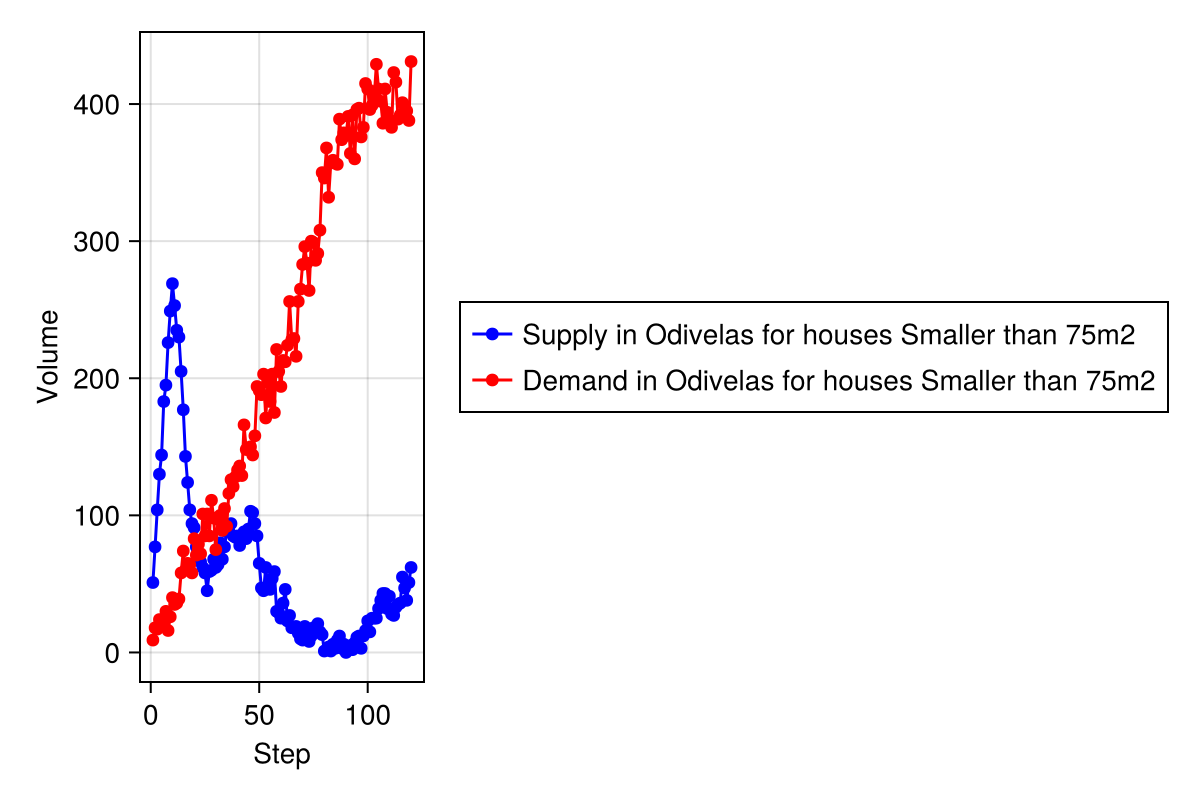 400
300
200
100
0
Volume
0 50 100
Step
Supply in Odivelas for houses Smaller than 75m2
Demand in Odivelas for houses Smaller than 75m2